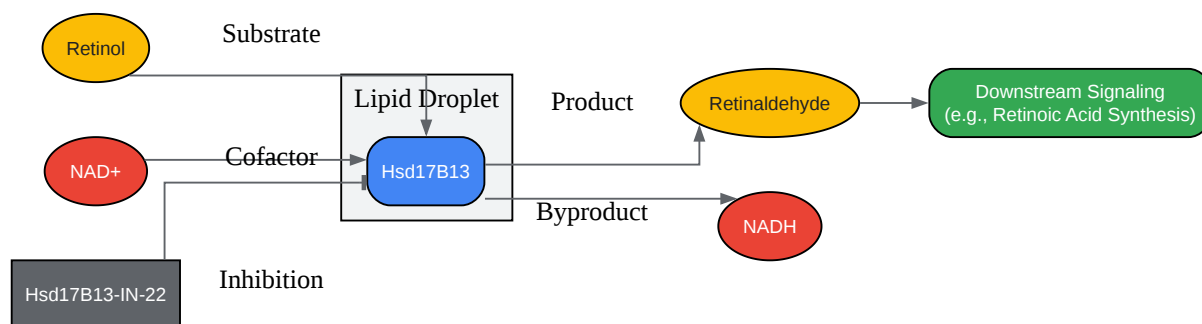 Retinol
Substrate
Lipid Droplet
Product
Retinaldehyde
Downstream Signaling
(e.g., Retinoic Acid Synthesis)
NAD+
Cofactor
Hsd17B13
Byproduct
NADH
Hsd17B13-IN-22
Inhibition